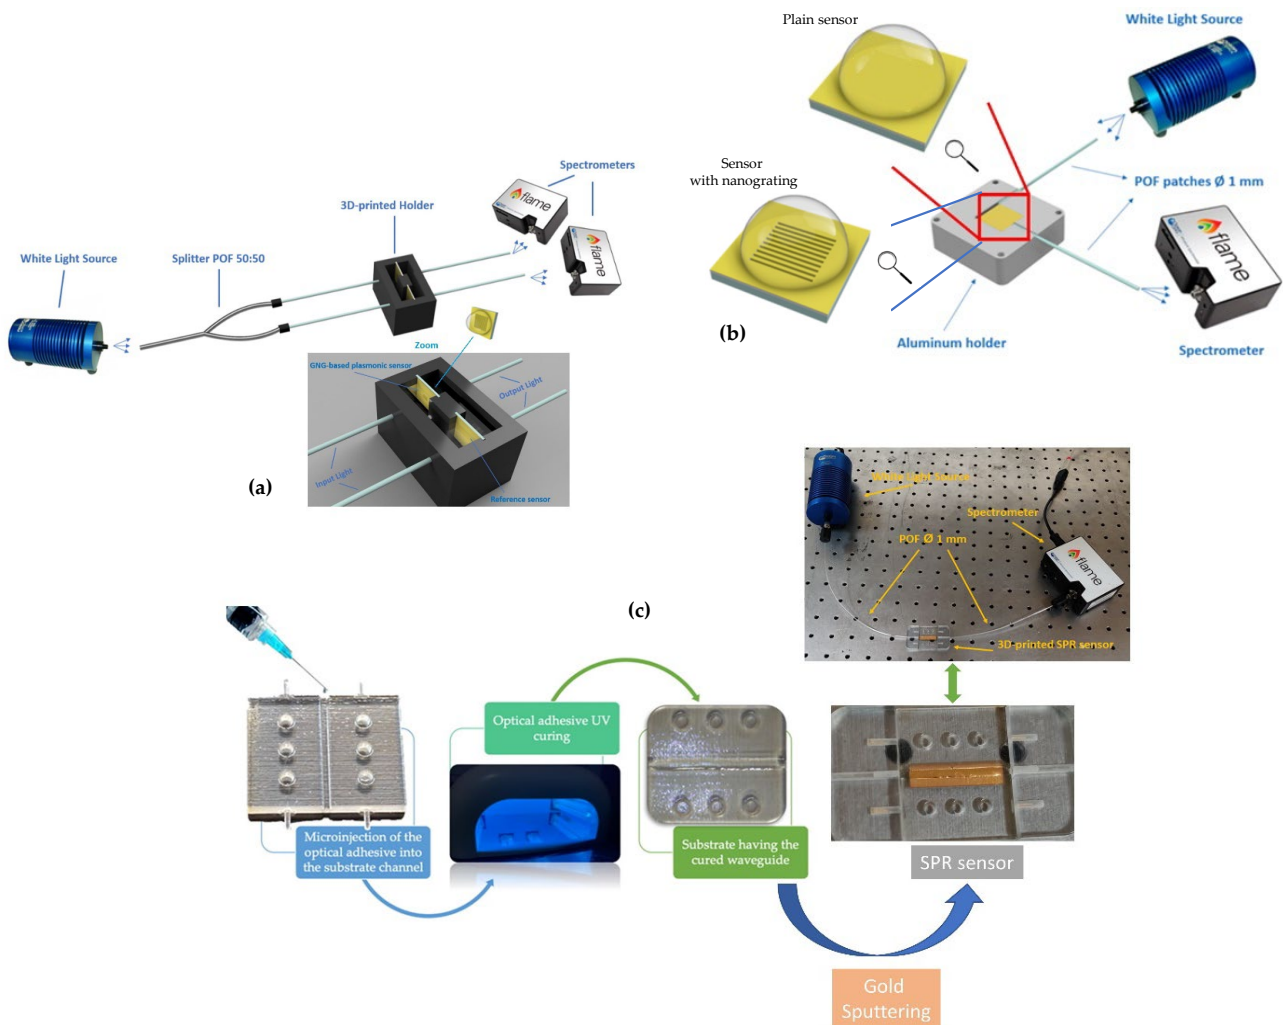 White Light Source
Splitter POF 50:50
3D-printed Holder
Spectrometers
flame
flame
Zoom
GNG-based plasmonic sensor
Output Light
Input Light
Reference sensor
(a)
Plain sensor
White Light Source
Sensor
with nanograting
POF patches Ø 1 mm
flame
(b)
Aluminum holder
Spectrometer
White Light Source
Spectrometer
POF Ø 1 mm
flame
3D-printed SPR sensor
(c)
Optical adhesive UV
curing
Microinjection of the
optical adhesive into
the substrate channel
Substrate having the
cured waveguide
SPR sensor
Gold
Sputtering